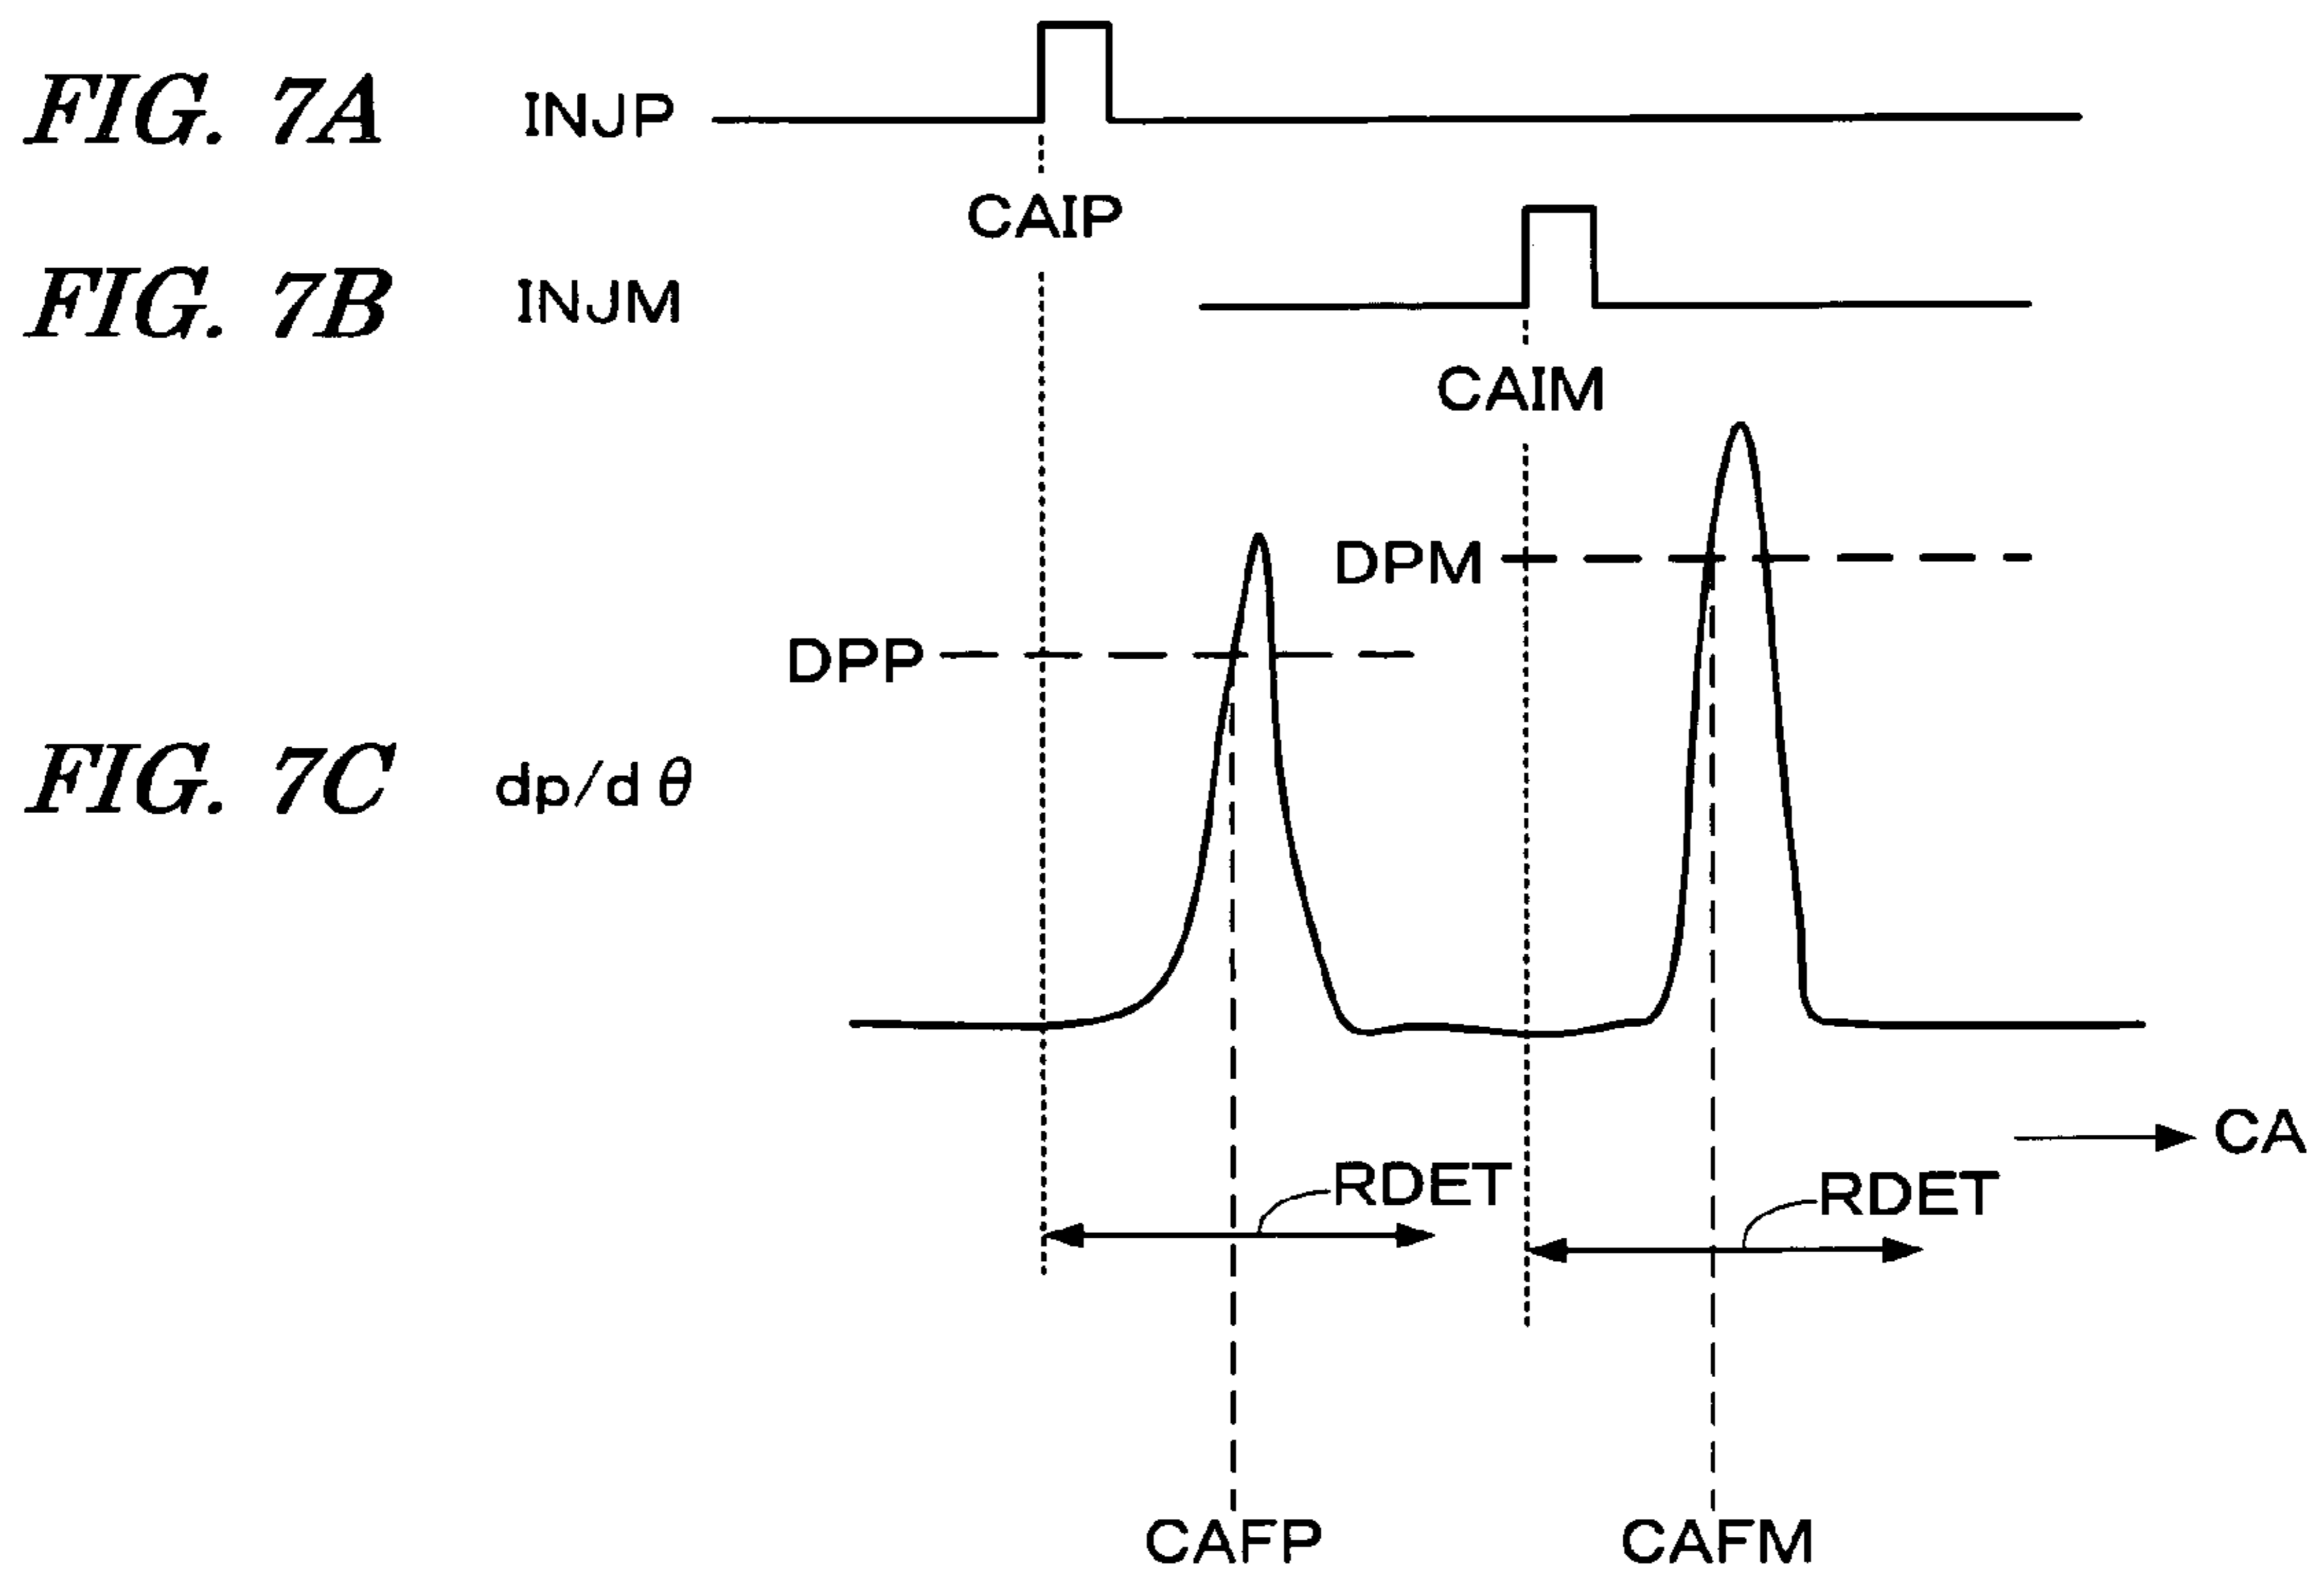 FIG. 7A INJP
CAIP
FIG. 7B INJM
CAIM
DPM
DPP
FIG. 7C dp/dθ
CA
RDET
RDET
CAFP CAFM